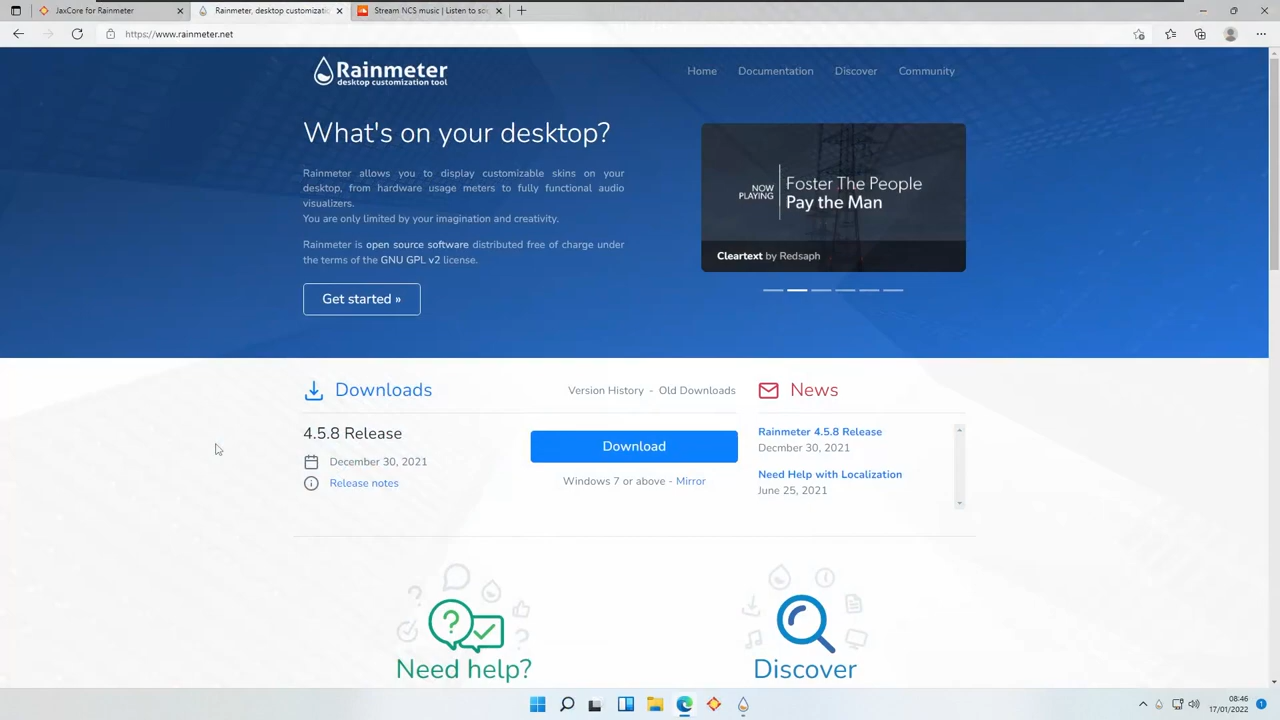 JaxCore for Rainmeter
Rainmeter, desktop customizatic
Stream NCS music | Listen to so
https://www.rainmeter.net
Rainmeter
desktop customization tool
Home
Documentation
Discover
Community
What's on your desktop?
Rainmeter allows you to display customizable skins on your
desktop, from hardware usage meters to fully functional audio
visualizers.
You are only limited by your imagination and creativity.
Rainmeter is open source software distributed free of charge under
the terms of the GNU GPL v2 license.
Get started »
NOW
PLAYING
Foster The People
Pay the Man
Cleartext by Redsaph
Downloads
Version History - Old Downloads
4.5.8 Release
December 30, 2021
Release notes
Download
Windows 7 or above - Mirror
News
Rainmeter 4.5.8 Release
Decmber 30, 2021
Need Help with Localization
June 25, 2021
Need help?
Discover
08:46
17/01/2022
1